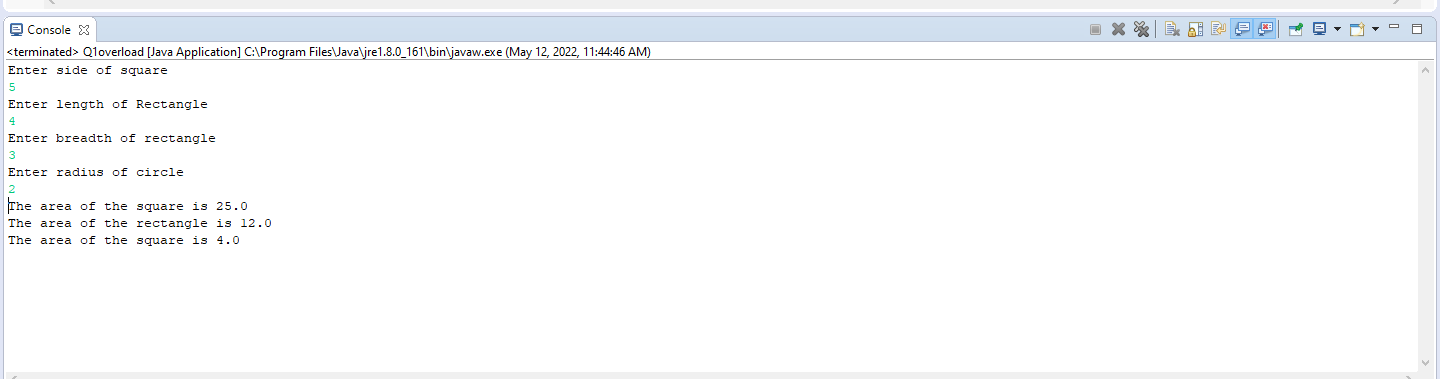 Console
<terminated> Q1overload [Java Application] C:\Program Files\Java\jre1.8.0_161\bin\javaw.exe (May 12, 2022, 11:44:46 AM)
Enter side of square
5
Enter length of Rectangle
4
Enter breadth of rectangle
3
Enter radius of circle
2
The area of the square is 25.0
The area of the rectangle is 12.0
The area of the square is 4.0